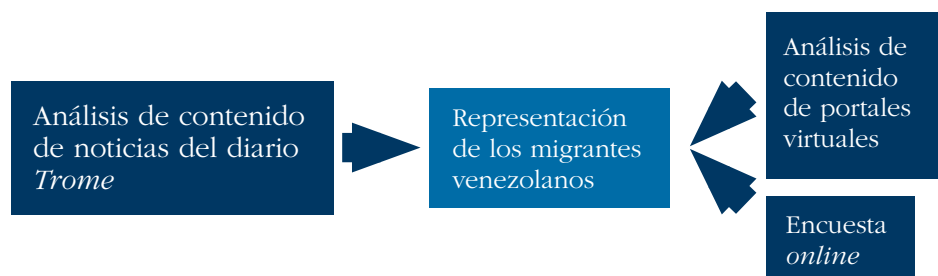 Análisis de contenido
de noticias del diario
Trome
Representación
de los migrantes
venezolanos
Análisis de
contenido
de portales
virtuales
Encuesta
online